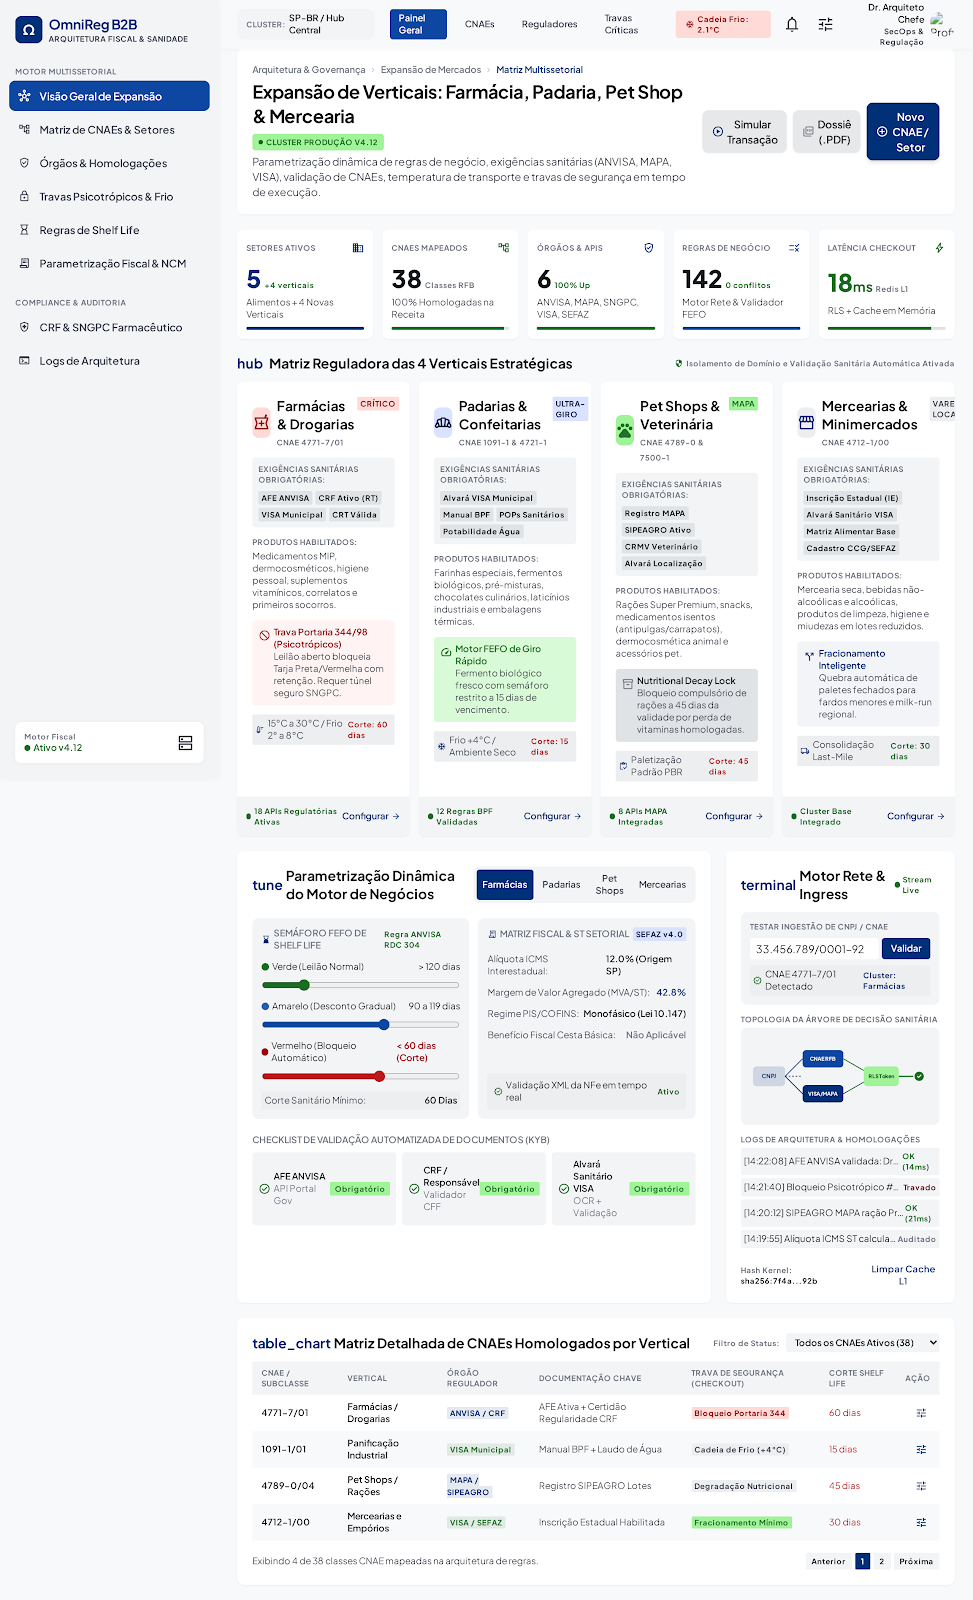 Ω
OmniReg B2B
ARQUITETURA FISCAL & SANIDADE
MOTOR MULTISSETORIAL
Visão Geral de Expansão
Matriz de CNAEs & Setores
Órgãos & Homologações
Travas Psicotrópicos & Frio
Regras de Shelf Life
Parametrização Fiscal & NCM
COMPLIANCE & AUDITORIA
CRF & SNGPC Farmacêutico
Logs de Arquitetura
Motor Fiscal
Ativo v4.12
CLUSTER:
SP-BR / Hub
Central
Painel
Geral
CNAEs
Reguladores
Travas
Críticas
Cadeia Frio:
2.1°C
Dr. Arquiteto
Chefe
SecOps &
Regulação
Arquitetura & Governança › Expansão de Mercados › Matriz Multissetorial
Expansão de Verticais: Farmácia, Padaria, Pet Shop
& Mercearia
CLUSTER PRODUÇÃO V4.12
Parametrização dinâmica de regras de negócio, exigências sanitárias (ANVISA, MAPA,
VISA), validação de CNAEs, temperatura de transporte e travas de segurança em tempo
de execução.
Simular
Transação
Dossiê
(.PDF)
Novo
CNAE /
Setor
SETORES ATIVOS
5 +4 verticais
Alimentos + 4 Novas
Verticais
CNAES MAPEADOS
38 Classes RFB
100% Homologadas na
Receita
ÓRGÃOS & APIS
6 100% Up
ANVISA, MAPA, SNGPC,
VISA, SEFAZ
REGRAS DE NEGÓCIO
142 0 conflitos
Motor Rete & Validador
FEFO
LATÊNCIA CHECKOUT
18ms Redis L1
RLS + Cache em Memória
hub Matriz Reguladora das 4 Verticais Estratégicas
Isolamento de Domínio e Validação Sanitária Automática Ativada
Farmácias
& Drogarias
CRÍTICO
CNAE 4771-7/01
EXIGÊNCIAS SANITÁRIAS
OBRIGATÓRIAS:
AFE ANVISA CRF Ativo (RT)
VISA Municipal CRT Válida
PRODUTOS HABILITADOS:
Medicamentos MIP,
dermocosméticos, higiene
pessoal, suplementos
vitamínicos, correlatos e
primeiros socorros.
Trava Portaria 344/98
(Psicotrópicos)
Leilão aberto bloqueia
Tarja Preta/Vermelha com
retenção. Requer túnel
seguro SNGPC.
15°C a 30°C / Frio
2° a 8°C
Corte: 60
dias
18 APIs Regulatórias
Ativas
Configurar →
Padarias &
Confeitarias
ULTRA-
GIRO
CNAE 1091-1 & 4721-1
EXIGÊNCIAS SANITÁRIAS
OBRIGATÓRIAS:
Alvará VISA Municipal
Manual BPF POPs Sanitários
Potabilidade Água
PRODUTOS HABILITADOS:
Farinhas especiais, fermentos
biológicos, pré-misturas,
chocolates culinários, laticínios
industriais e embalagens
térmicas.
Motor FEFO de Giro
Rápido
Fermento biológico
fresco com semáforo
restrito a 15 dias de
vencimento.
Frio +4°C /
Ambiente Seco
Corte: 15
dias
12 Regras BPF
Validadas
Configurar →
Pet Shops &
Veterinária
MAPA
CNAE 4789-0 &
7500-1
EXIGÊNCIAS SANITÁRIAS
OBRIGATÓRIAS:
Registro MAPA
SIPEAGRO Ativo
CRMV Veterinário
Alvará Localização
PRODUTOS HABILITADOS:
Rações Super Premium, snacks,
medicamentos isentos
(antipulgas/carrapatos),
dermocosmética animal e
acessórios pet.
Nutritional Decay Lock
Bloqueio compulsório de
rações a 45 dias da
validade por perda de
vitaminas homologadas.
Paletização
Padrão PBR
Corte: 45
dias
8 APIs MAPA
Integradas
Configurar →
Mercearias &
Minimercados
VARE
LOCA
CNAE 4712-1/00
EXIGÊNCIAS SANITÁRIAS
OBRIGATÓRIAS:
Inscrição Estadual (IE)
Alvará Sanitário VISA
Matriz Alimentar Base
Cadastro CCG/SEFAZ
PRODUTOS HABILITADOS:
Mercearia seca, bebidas não-
alcoólicas e alcoólicas,
produtos de limpeza, higiene e
miudezas em lotes reduzidos.
Fracionamento
Inteligente
Quebra automática de
paletes fechados para
fardos menores e milk-run
regional.
Consolidação
Last-Mile
Corte: 30
dias
Cluster Base
Integrado
Configurar →
tune Parametrização Dinâmica
do Motor de Negócios
Farmácias
Padarias
Pet
Shops
Mercearias
SEMÁFORO FEFO DE
SHELF LIFE
Regra ANVISA
RDC 304
Verde (Leilão Normal) > 120 dias
Amarelo (Desconto Gradual) 90 a 119 dias
Vermelho (Bloqueio
Automático)
< 60 dias
(Corte)
Corte Sanitário Mínimo: 60 Dias
MATRIZ FISCAL & ST SETORIAL SEFAZ v4.0
Alíquota ICMS
Interestadual:
12.0% (Origem
SP)
Margem de Valor Agregado (MVA/ST): 42.8%
Regime PIS/COFINS: Monofásico (Lei 10.147)
Benefício Fiscal Cesta Básica: Não Aplicável
Validação XML da NFe em tempo
real
Ativo
CHECKLIST DE VALIDAÇÃO AUTOMATIZADA DE DOCUMENTOS (KYB)
AFE ANVISA
API Portal
Gov
Obrigatório
CRF /
Responsável
Validador
CFF
Obrigatório
Alvará
Sanitário
VISA
OCR +
Validação
Obrigatório
terminal Motor Rete &
Ingress
Stream
Live
TESTAR INGESTÃO DE CNPJ / CNAE
33.456.789/0001-92
Validar
CNAE 4771-7/01
Detectado
Cluster:
Farmácias
TOPOLOGIA DA ÁRVORE DE DECISÃO SANITÁRIA
CNPJ
CNAE RFB
VISA/MAPA
RLS Token
LOGS DE ARQUITETURA & HOMOLOGAÇÕES
[14:22:08] AFE ANVISA validada: Dr... OK
(14ms)
[14:21:40] Bloqueio Psicotrópico #... Travado
[14:20:12] SIPEAGRO MAPA ração Pr... OK
(21ms)
[14:19:55] Alíquota ICMS ST calcula... Auditado
Hash Kernel:
sha256:7f4a...92b
Limpar Cache
L1
table_chart Matriz Detalhada de CNAEs Homologados por Vertical
Filtro de Status: Todos os CNAEs Ativos (38)
CNAE /
SUBCLASSE
VERTICAL
ÓRGÃO
REGULADOR
DOCUMENTAÇÃO CHAVE
TRAVA DE SEGURANÇA
(CHECKOUT)
CORTE SHELF
LIFE
AÇÃO
4771-7/01
Farmácias /
Drogarias
ANVISA / CRF
AFE Ativa + Certidão
Regularidade CRF
Bloqueio Portaria 344
60 dias
1091-1/01
Panificação
Industrial
VISA Municipal
Manual BPF + Laudo de Água
Cadeia de Frio (+4°C)
15 dias
4789-0/04
Pet Shops /
Rações
MAPA /
SIPEAGRO
Registro SIPEAGRO Lotes
Degradação Nutricional
45 dias
4712-1/00
Mercearias e
Empórios
VISA / SEFAZ
Inscrição Estadual Habilitada
Fracionamento Mínimo
30 dias
Exibindo 4 de 38 classes CNAE mapeadas na arquitetura de regras.
Anterior 1 2 Próxima